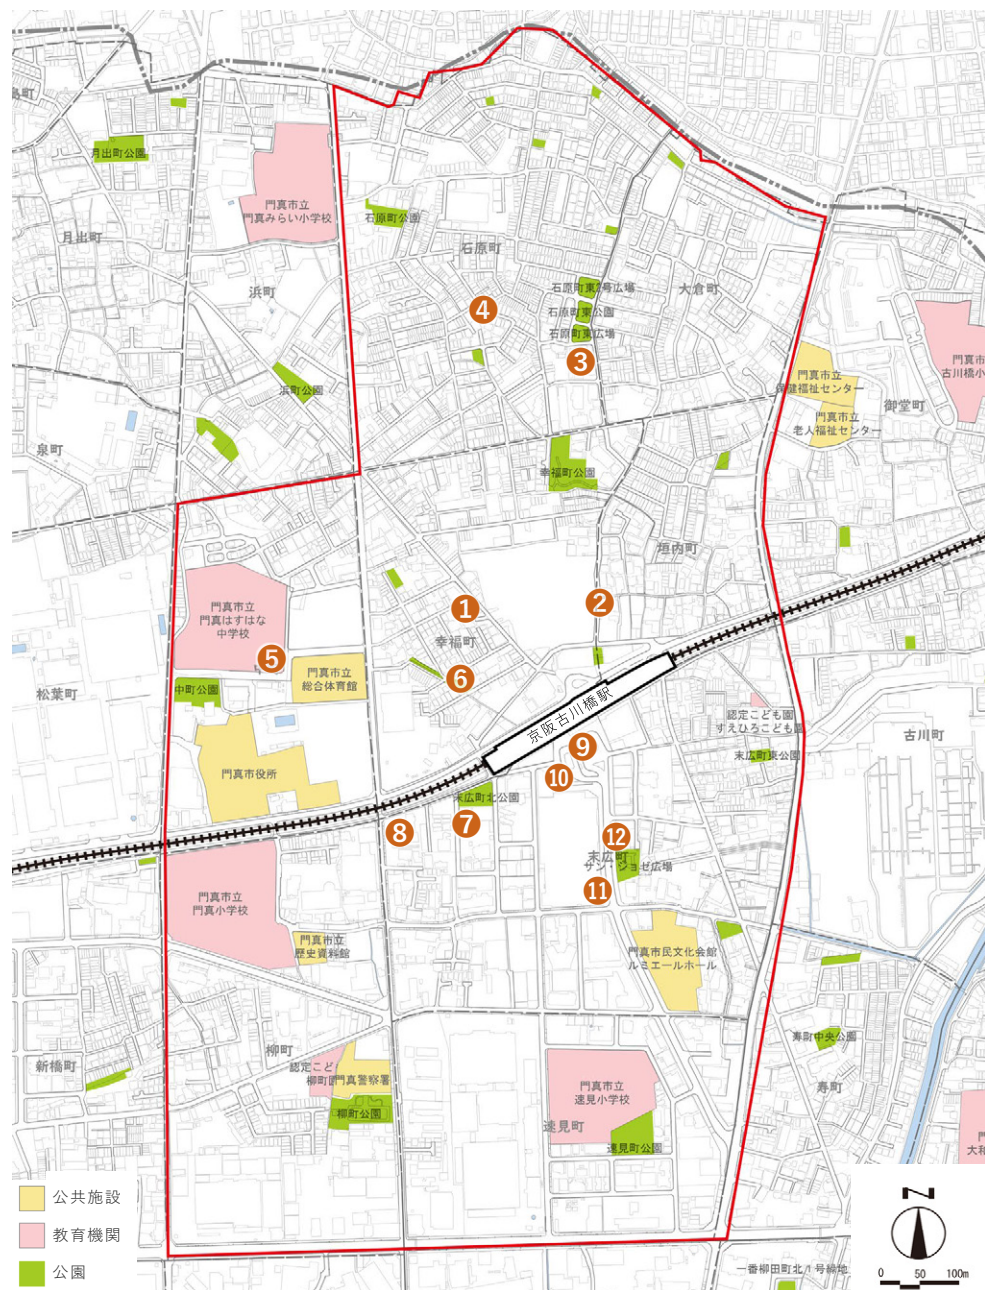 島町
月出町公園
門真市立
門真みらい小学校
月出町
石原町公園
石原町
浜町
石原町東2号広場
大倉町
石原町東公園
石原町東広場
4
3
門真市
古川橋小
門真市立
保健福祉センター
御堂町
門真市立
老人福祉センター
浜町公園
泉町
幸福町公園
垣内町
1
2
幸福町
門真市立
門真はすはな
中学校
5
門真市立
総合体育館
6
松葉町
中町公園
京阪古川橋駅
認定こども園
すえひろこども園
古川町
末広町東公園
門真市役所
9
10
末広町北公園
7
8
12
末広町
サン・ジョゼ広場
11
門真市立
門真小学校
門真市立
歴史資料館
門真市民文化会館
ルミエールホール
寿町中央公園
新橋町
柳町
認定こど
柳町園
門真警察署
柳町公園
門真市立
速見小学校
速見町
速見町公園
寿町
門
大和
公共施設
教育機関
公園
一番柳田町北1号緑地
N
0 50 100m